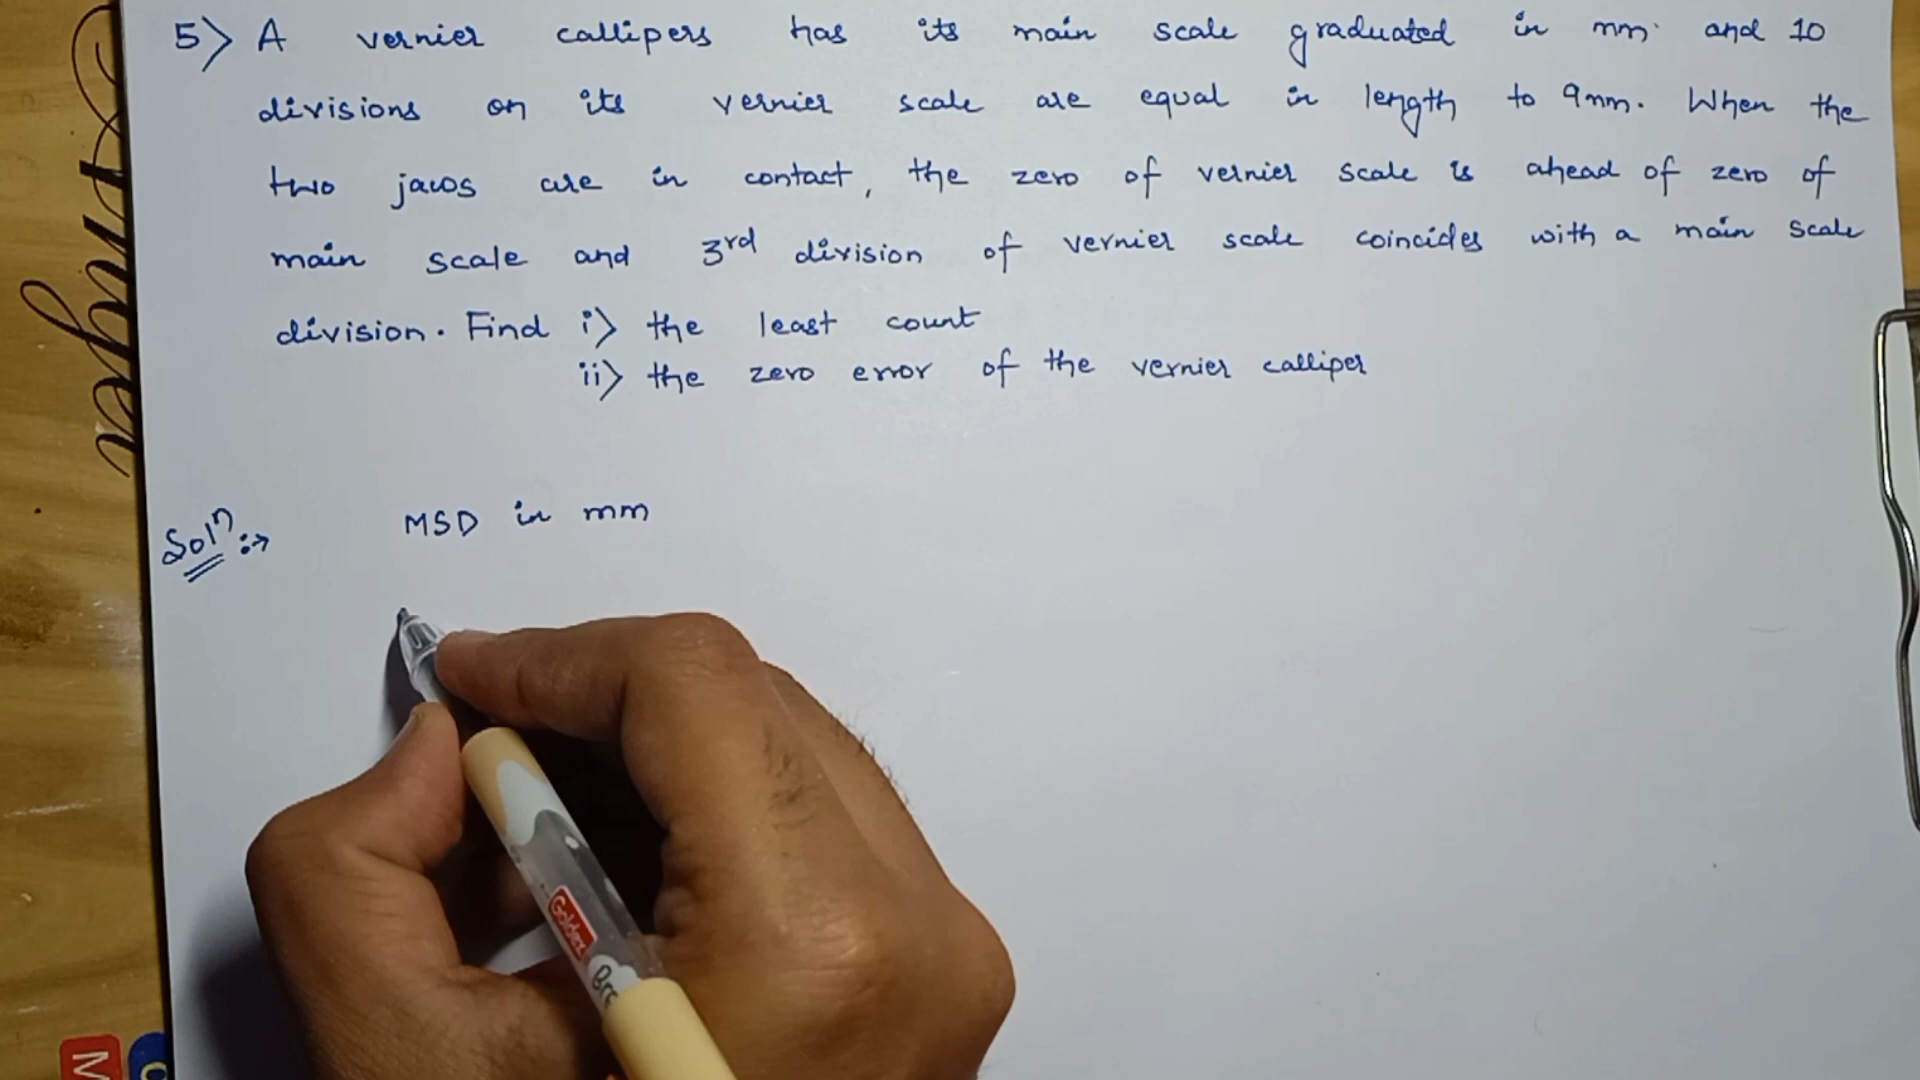 5) A vernier callipers has its main scale graduated in mm. and 10
divisions on its vernier scale are equal in length to 9mm. When the
two jaws are in contact, the zero of vernier scale is ahead of zero of
main scale and 3rd division of vernier scale coincides with a main scale
division. Find i) the least count
ii) the zero error of the vernier calliper
Soln :→ MSD in mm
Goldex